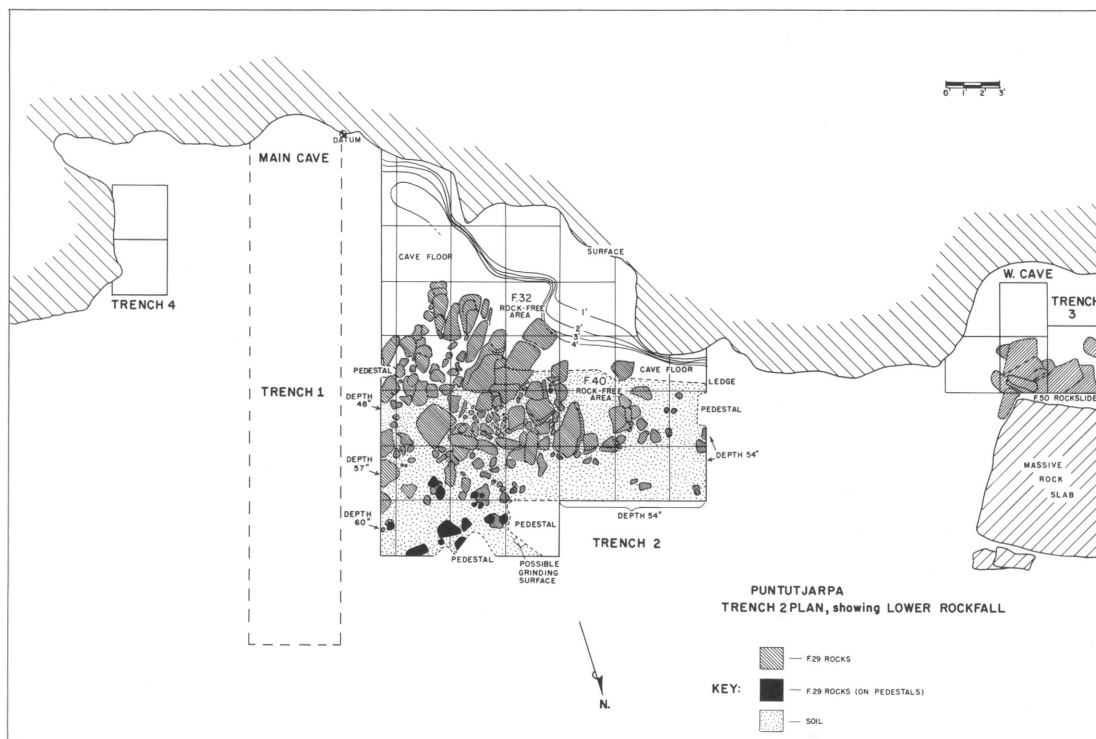 0' 1' 2' 3'
DATUM
MAIN CAVE
SURFACE
CAVE FLOOR
W. CAVE
TRENCH 4
TRENCH
3
F.32
ROCK-FREE
AREA
1'
2'
3'
4'
PEDESTAL
CAVE FLOOR
F.40
ROCK-FREE
AREA
LEDGE
TRENCH 1
DEPTH
48"
F.50 ROCKSLIDE
PEDESTAL
DEPTH 54"
DEPTH
57"
MASSIVE
ROCK
SLAB
DEPTH
60"
PEDESTAL
DEPTH 54"
TRENCH 2
PEDESTAL
POSSIBLE
GRINDING
SURFACE
PUNTUTJARPA
TRENCH 2 PLAN, showing LOWER ROCKFALL
N.
KEY:
— F.29 ROCKS
— F.29 ROCKS (ON PEDESTALS)
— SOIL